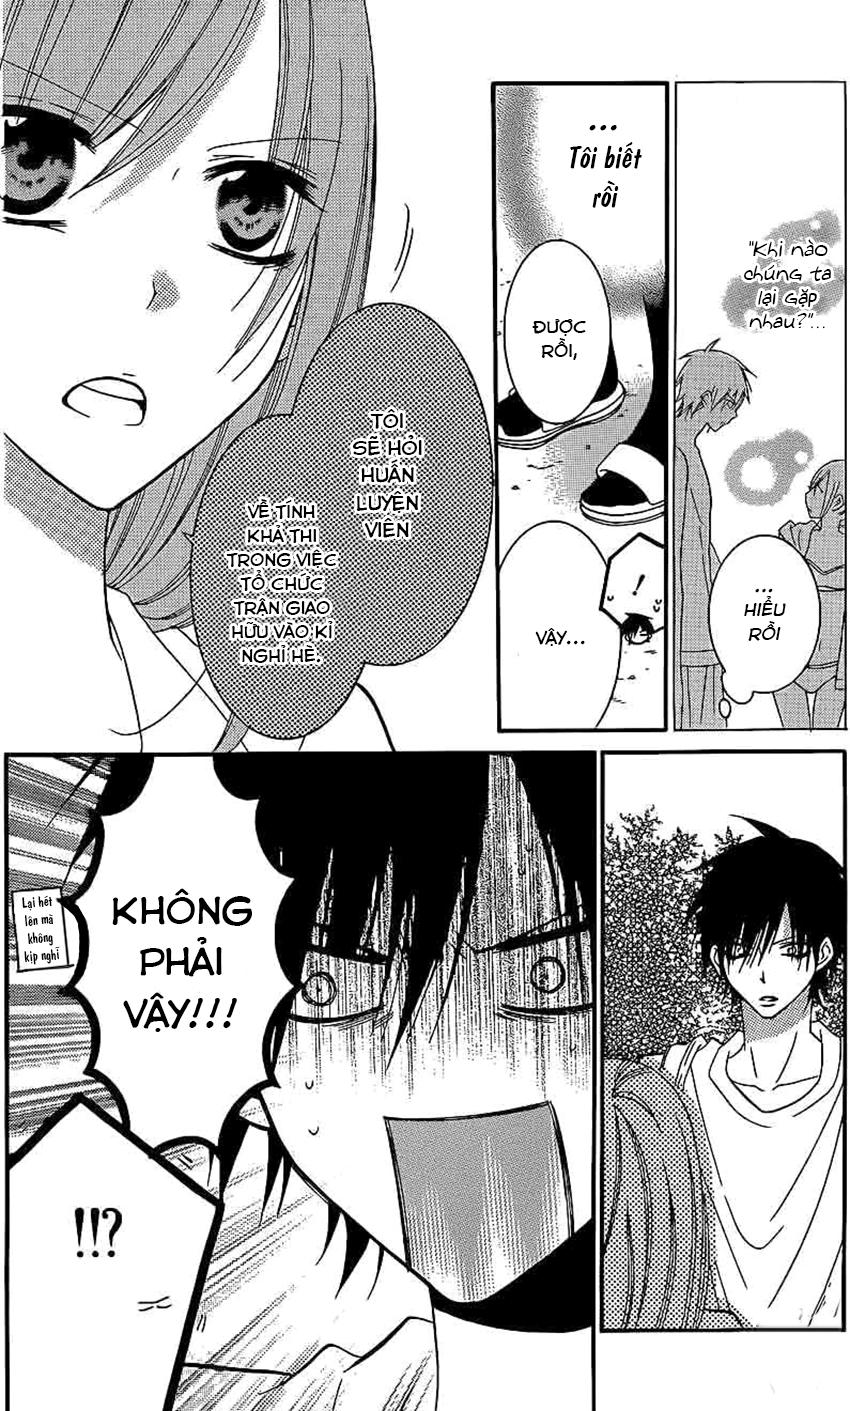 "Khi nào
chúng ta
lại gặp
nhau?"...
...
HIỂU
RỒI
...
Tôi biết
rồi
ĐƯỢC
RỒI,
!
VẬY...
TÔI
SẼ HỎI
HUẤN
LUYỆN
VIÊN
VỀ TÍNH
KHẢ THI
TRONG VIỆC
TỔ CHỨC
TRẬN GIAO
HỮU VÀO KÌ
NGHỈ HÈ.
KHÔNG
PHẢI
VẬY!!!
Lại hét
lên mà
không
kịp nghĩ
!!?